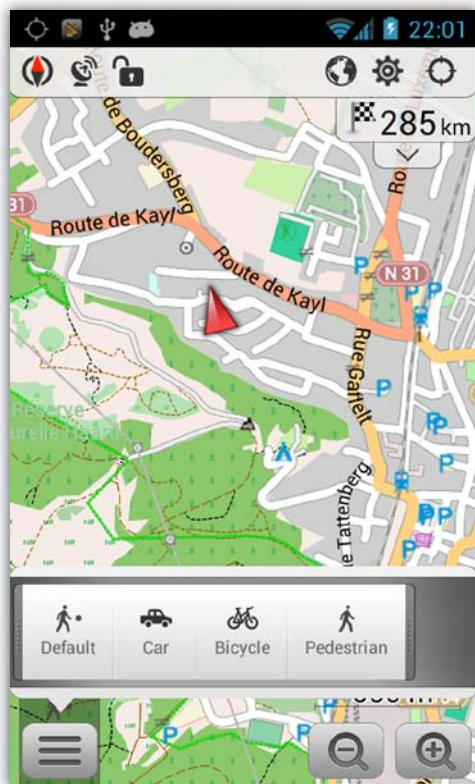 22:01
285 km
de Boudersberg
31
Route de Kayl
Route de Kayl
N 31
Rue Gaffelt
Tattenberg
Default
Car
Bicycle
Pedestrian